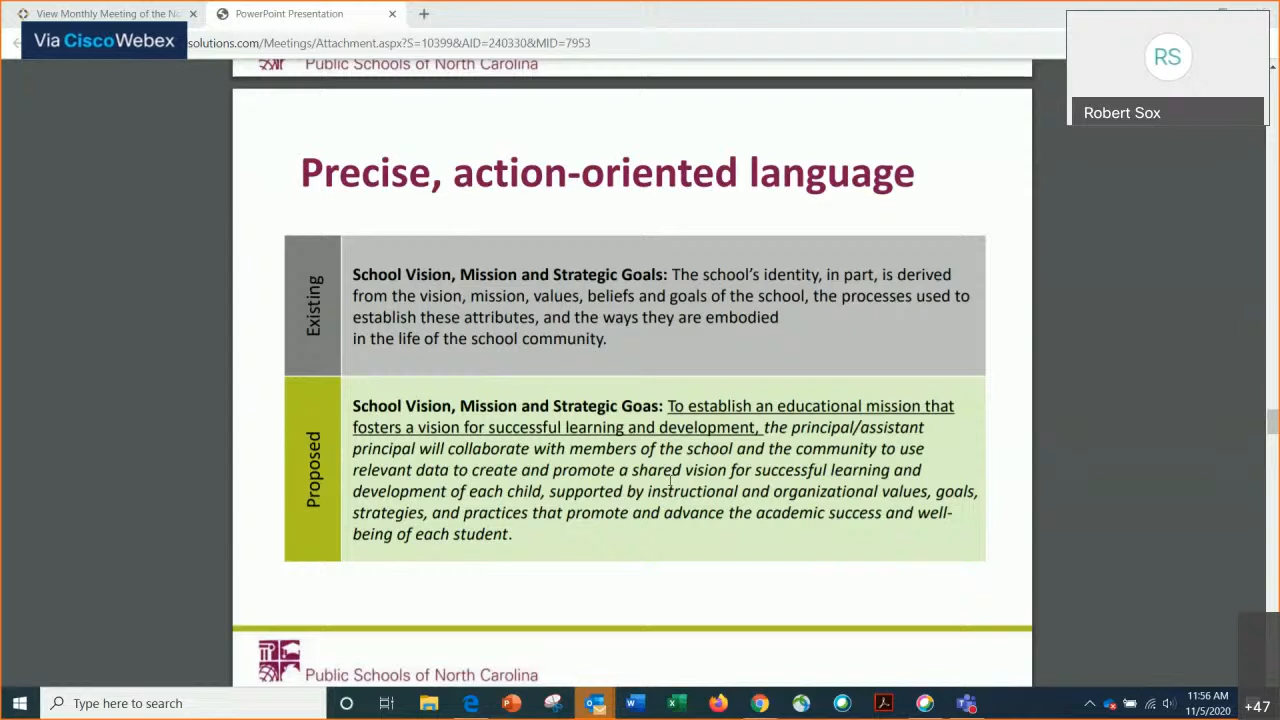 View Monthly Meeting of the No
PowerPoint Presentation
Via CiscoWebex
solutions.com/Meetings/Attachment.aspx?S=10399&AID=240330&MID=7953
RS
Robert Sox
Public Schools of North Carolina
Precise, action-oriented language
Existing
School Vision, Mission and Strategic Goals: The school's identity, in part, is derived
from the vision, mission, values, beliefs and goals of the school, the processes used to
establish these attributes, and the ways they are embodied
in the life of the school community.
Proposed
School Vision, Mission and Strategic Goas: To establish an educational mission that
fosters a vision for successful learning and development, the principal/assistant
principal will collaborate with members of the school and the community to use
relevant data to create and promote a shared vision for successful learning and
development of each child, supported by instructional and organizational values, goals,
strategies, and practices that promote and advance the academic success and well-
being of each student.
Public Schools of North Carolina
Type here to search
11:56 AM
11/5/2020
+47